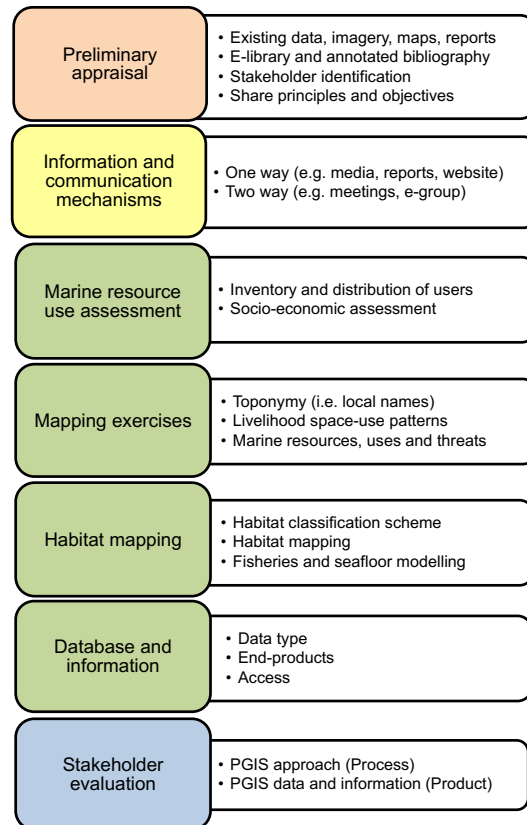 Preliminary
appraisal
• Existing data, imagery, maps, reports
• E-library and annotated bibliography
• Stakeholder identification
• Share principles and objectives
Information and
communication
mechanisms
• One way (e.g. media, reports, website)
• Two way (e.g. meetings, e-group)
Marine resource
use assessment
• Inventory and distribution of users
• Socio-economic assessment
Mapping exercises
• Toponymy (i.e. local names)
• Livelihood space-use patterns
• Marine resources, uses and threats
Habitat mapping
• Habitat classification scheme
• Habitat mapping
• Fisheries and seafloor modelling
Database and
information
• Data type
• End-products
• Access
Stakeholder
evaluation
• PGIS approach (Process)
• PGIS data and information (Product)